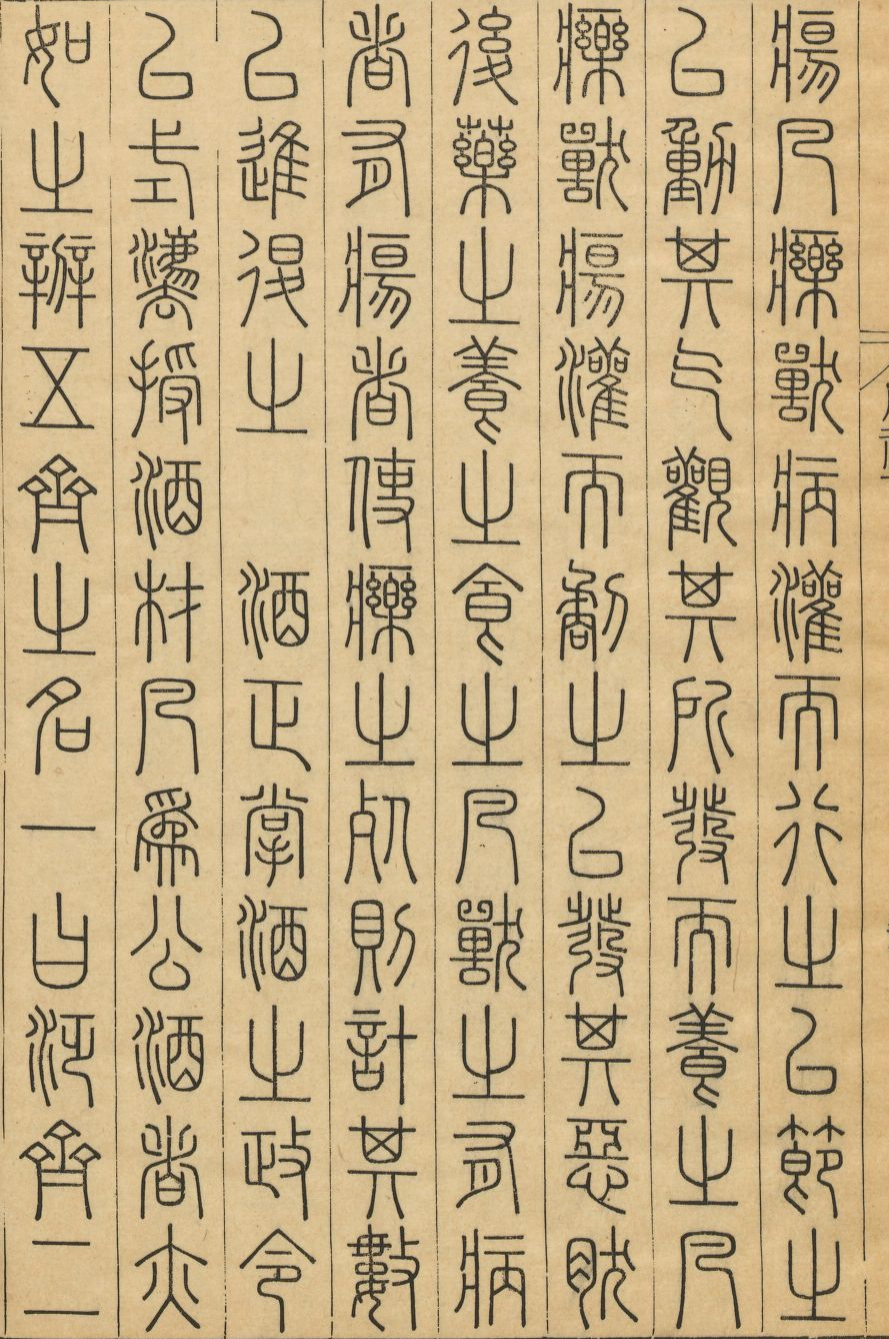 瘍凡療獸病灌而行之以節之
以動其气觀其所發而養之凡
療獸瘍灌而劀之以發其惡然
後藥之養之食之凡獸之有病
者有瘍者使療之死則計其數
以進退之　酒正掌酒之政令
以式灋授酒材凡爲公酒者亦
如之辨五齊之名一曰泛齊二